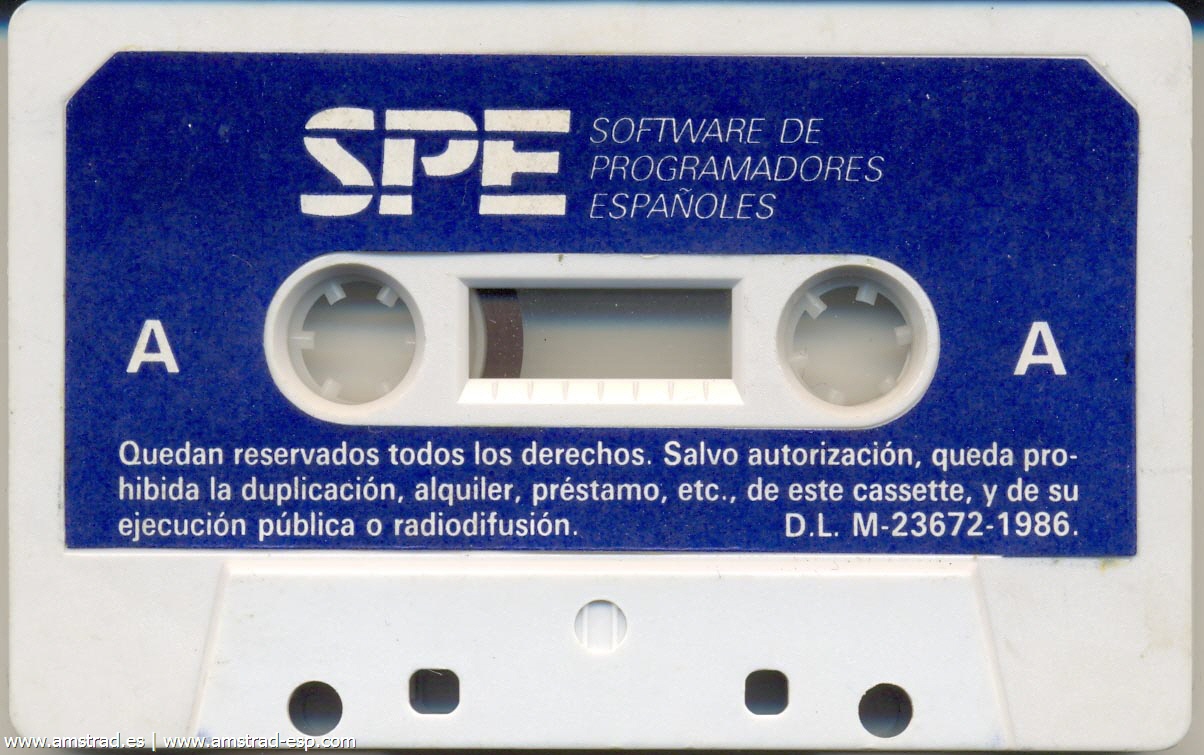 SPE
SOFTWARE DE
PROGRAMADORES
ESPAÑOLES
A
A
Quedan reservados todos los derechos. Salvo autorización, queda pro-
hibida la duplicación, alquiler, préstamo, etc., de este cassette, y de su
ejecución pública o radiodifusión. D.L. M-23672-1986.
www.amstrad.es | www.amstrad-esp.com